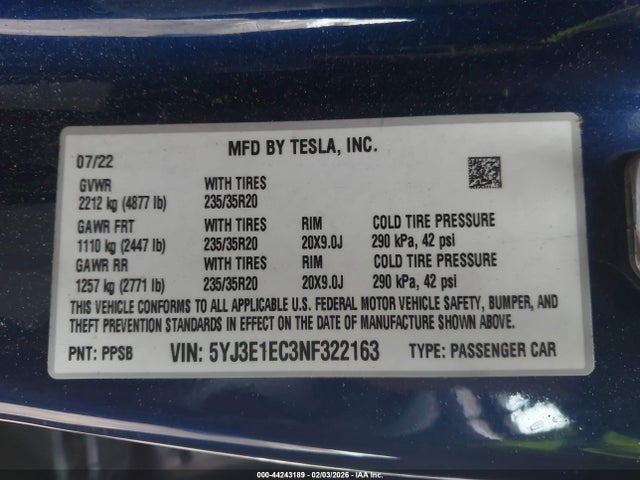 MFD BY TESLA, INC.
07/22
GVWR WITH TIRES
2212 kg (4877 lb) 235/35R20
GAWR FRT WITH TIRES RIM COLD TIRE PRESSURE
1110 kg (2447 lb) 235/35R20 20X9.0J 290 kPa, 42 psi
GAWR RR WITH TIRES RIM COLD TIRE PRESSURE
1257 kg (2771 lb) 235/35R20 20X9.0J 290 kPa, 42 psi
THIS VEHICLE CONFORMS TO ALL APPLICABLE U.S. FEDERAL MOTOR VEHICLE SAFETY, BUMPER, AND
THEFT PREVENTION STANDARDS IN EFFECT ON THE DATE OF MANUFACTURE SHOWN ABOVE.
PNT: PPSB VIN: 5YJ3E1EC3NF322163 TYPE: PASSENGER CAR
000-44243189 - 02/03/2026 - IAA Inc.